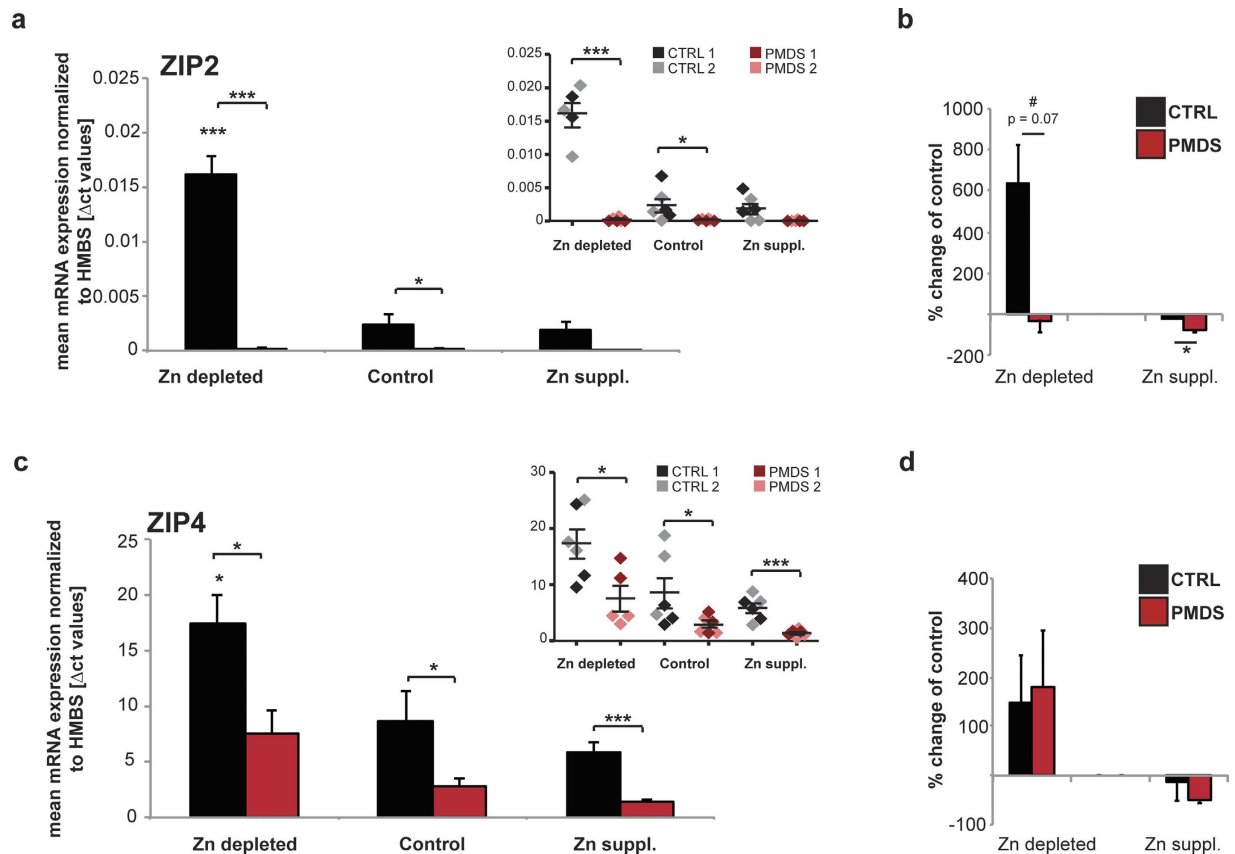 a
ZIP2
mean mRNA expression normalized
to HMBS [Δct values]
0.025
0.02
0.015
0.01
0.005
0
***
***
*
Zn depleted
Control
Zn suppl.
CTRL 1
PMDS 1
CTRL 2
PMDS 2
0.025
0.020
0.015
0.010
0.005
0
***
*
Zn depleted
Control
Zn suppl.
b
% change of control
1000
800
600
400
200
-200
#
p = 0.07
*
CTRL
PMDS
Zn depleted
Zn suppl.
c
ZIP4
mean mRNA expression normalized
to HMBS [Δct values]
25
20
15
10
5
0
*
*
*
***
Zn depleted
Control
Zn suppl.
CTRL 1
PMDS 1
CTRL 2
PMDS 2
30
20
10
0
*
*
***
Zn depleted
Control
Zn suppl.
d
% change of control
400
300
200
100
-100
CTRL
PMDS
Zn depleted
Zn suppl.